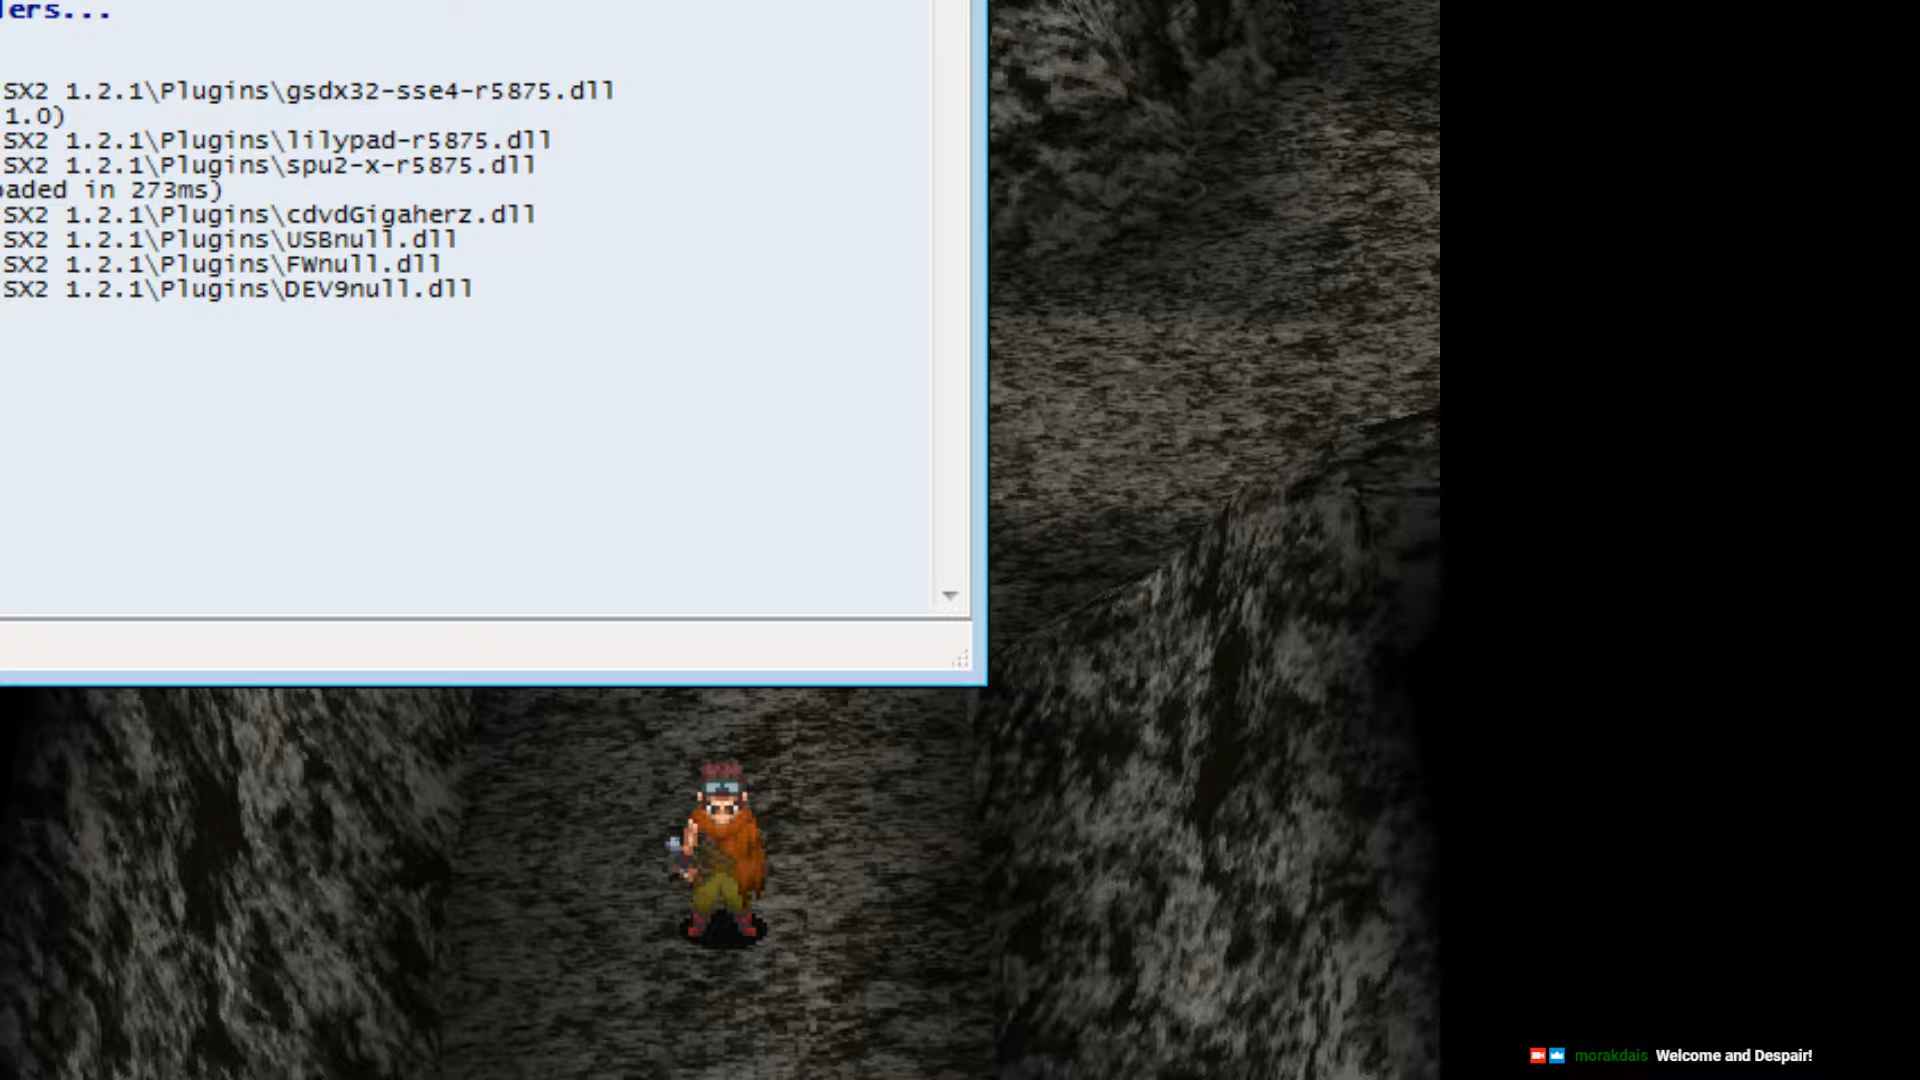 lers...
SX2 1.2.1\Plugins\gsdx32-sse4-r5875.dll
1.0)
SX2 1.2.1\Plugins\lilypad-r5875.dll
SX2 1.2.1\Plugins\spu2-x-r5875.dll
oaded in 273ms)
SX2 1.2.1\Plugins\cdvdGigaherz.dll
SX2 1.2.1\Plugins\USBnull.dll
SX2 1.2.1\Plugins\FWnull.dll
SX2 1.2.1\Plugins\DEV9null.dll
morakdais Welcome and Despair!